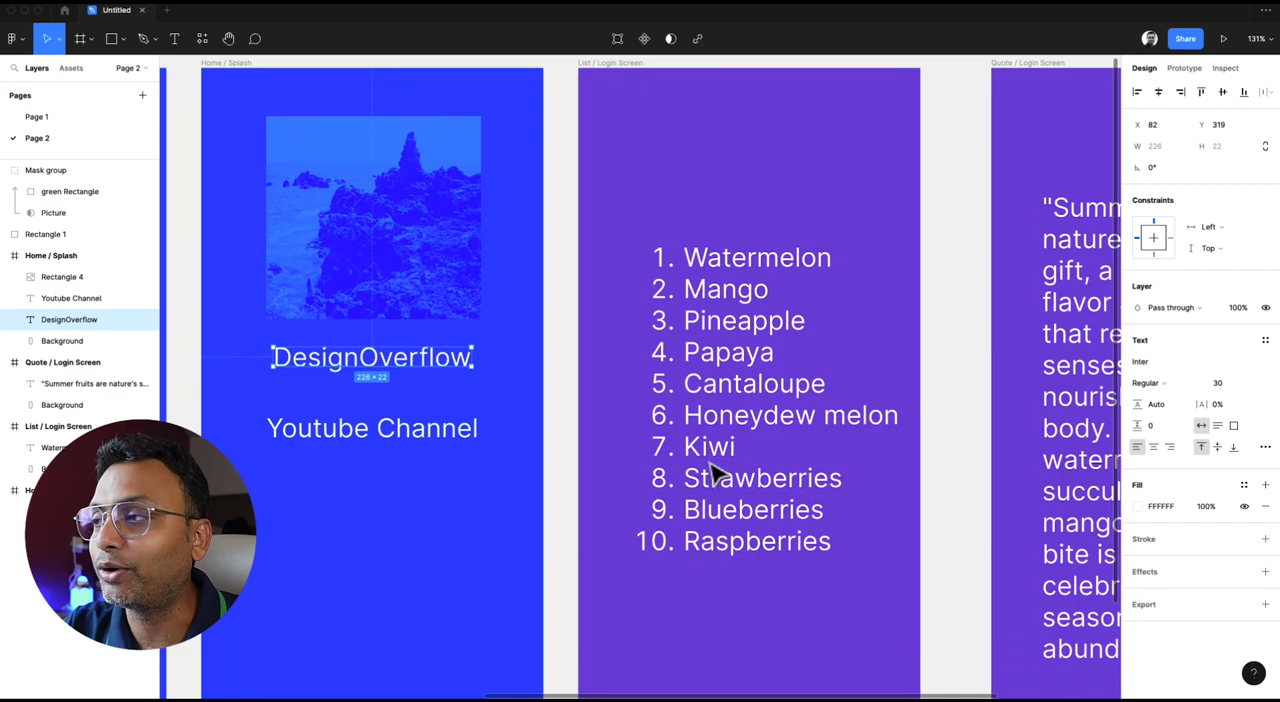 Untitled
Share
131%
Layers
Assets
Page 2
Pages
Page 1
Page 2
Mask group
green Rectangle
Picture
Rectangle 1
Home / Splash
Rectangle 4
Youtube Channel
DesignOverflow
Background
Quote / Login Screen
"Summer fruits are nature's s...
Background
List / Login Screen
Home / Splash
DesignOverflow
226 × 22
Youtube Channel
List / Login Screen
1. Watermelon
2. Mango
3. Pineapple
4. Papaya
5. Cantaloupe
6. Honeydew melon
7. Kiwi
8. Strawberries
9. Blueberries
10. Raspberries
Quote / Login Screen
"Summ
nature
gift, a
flavor
that re
senses
nouris
body.
water
succul
mango
bite is
celebr
season
abund
Design
Prototype
Inspect
X 82
Y 319
W 226
H 22
0°
Constraints
Left
Top
Layer
Pass through
100%
Text
Inter
Regular
30
Auto
0%
0
Fill
FFFFFF
100%
Stroke
Effects
Export
?